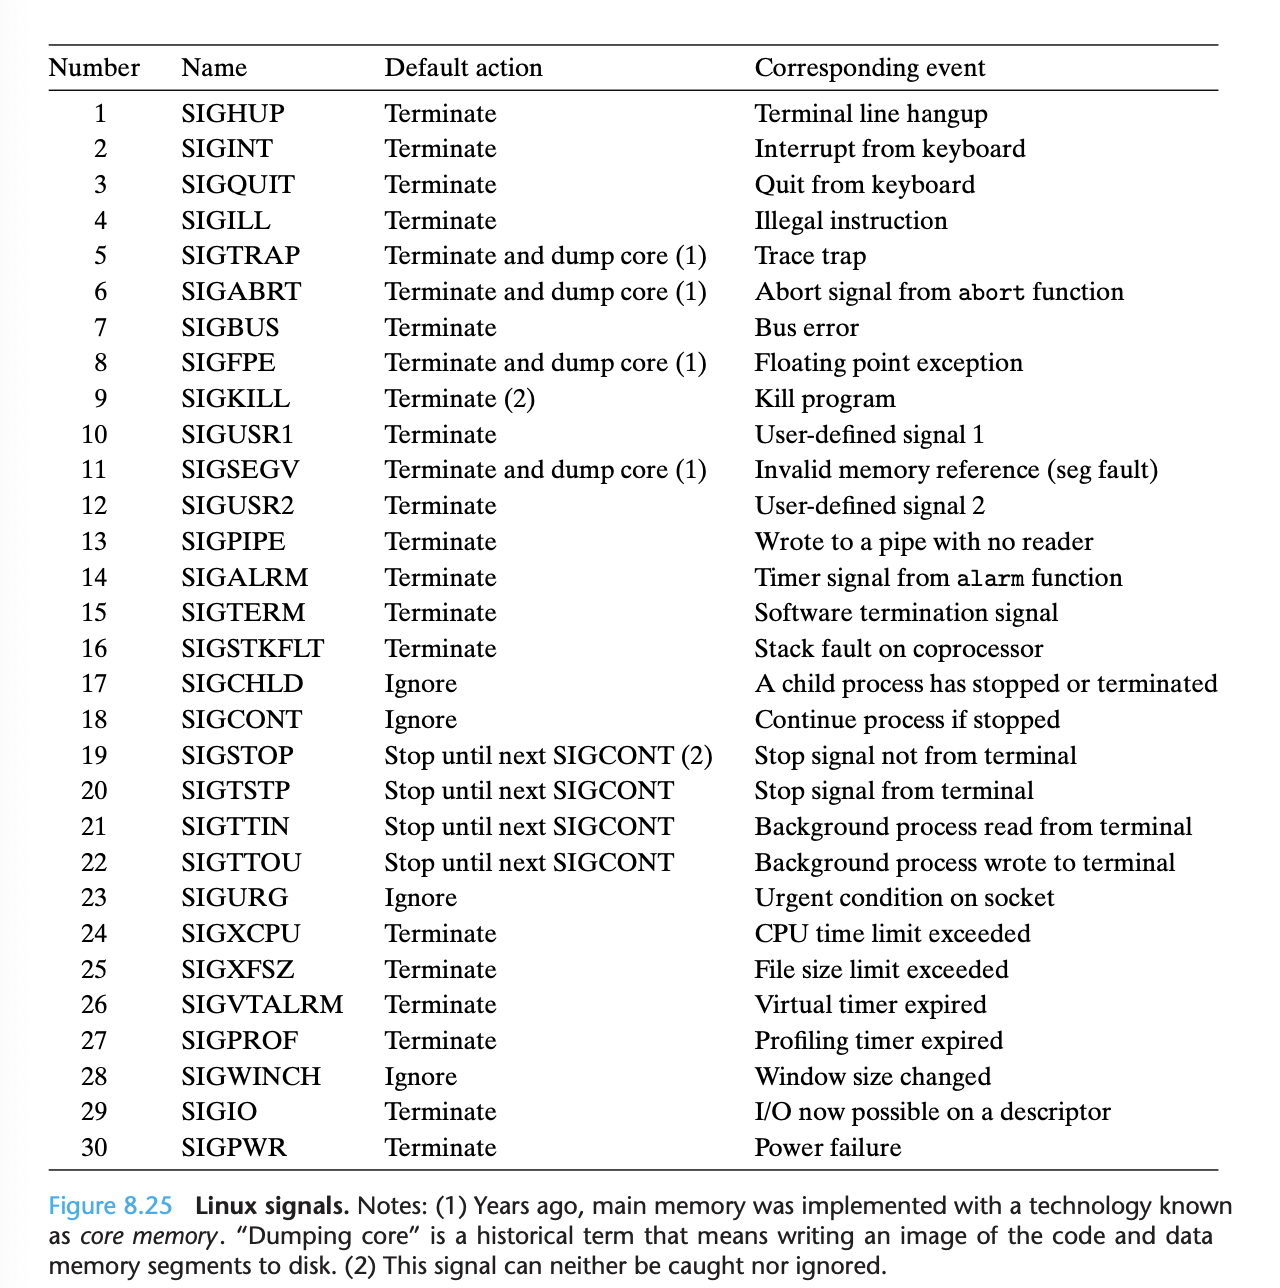 Number Name Default action Corresponding event
1 SIGHUP Terminate Terminal line hangup
2 SIGINT Terminate Interrupt from keyboard
3 SIGQUIT Terminate Quit from keyboard
4 SIGILL Terminate Illegal instruction
5 SIGTRAP Terminate and dump core (1) Trace trap
6 SIGABRT Terminate and dump core (1) Abort signal from abort function
7 SIGBUS Terminate Bus error
8 SIGFPE Terminate and dump core (1) Floating point exception
9 SIGKILL Terminate (2) Kill program
10 SIGUSR1 Terminate User-defined signal 1
11 SIGSEGV Terminate and dump core (1) Invalid memory reference (seg fault)
12 SIGUSR2 Terminate User-defined signal 2
13 SIGPIPE Terminate Wrote to a pipe with no reader
14 SIGALRM Terminate Timer signal from alarm function
15 SIGTERM Terminate Software termination signal
16 SIGSTKFLT Terminate Stack fault on coprocessor
17 SIGCHLD Ignore A child process has stopped or terminated
18 SIGCONT Ignore Continue process if stopped
19 SIGSTOP Stop until next SIGCONT (2) Stop signal not from terminal
20 SIGTSTP Stop until next SIGCONT Stop signal from terminal
21 SIGTTIN Stop until next SIGCONT Background process read from terminal
22 SIGTTOU Stop until next SIGCONT Background process wrote to terminal
23 SIGURG Ignore Urgent condition on socket
24 SIGXCPU Terminate CPU time limit exceeded
25 SIGXFSZ Terminate File size limit exceeded
26 SIGVTALRM Terminate Virtual timer expired
27 SIGPROF Terminate Profiling timer expired
28 SIGWINCH Ignore Window size changed
29 SIGIO Terminate I/O now possible on a descriptor
30 SIGPWR Terminate Power failure
Figure 8.25 Linux signals. Notes: (1) Years ago, main memory was implemented with a technology known
as core memory. “Dumping core” is a historical term that means writing an image of the code and data
memory segments to disk. (2) This signal can neither be caught nor ignored.